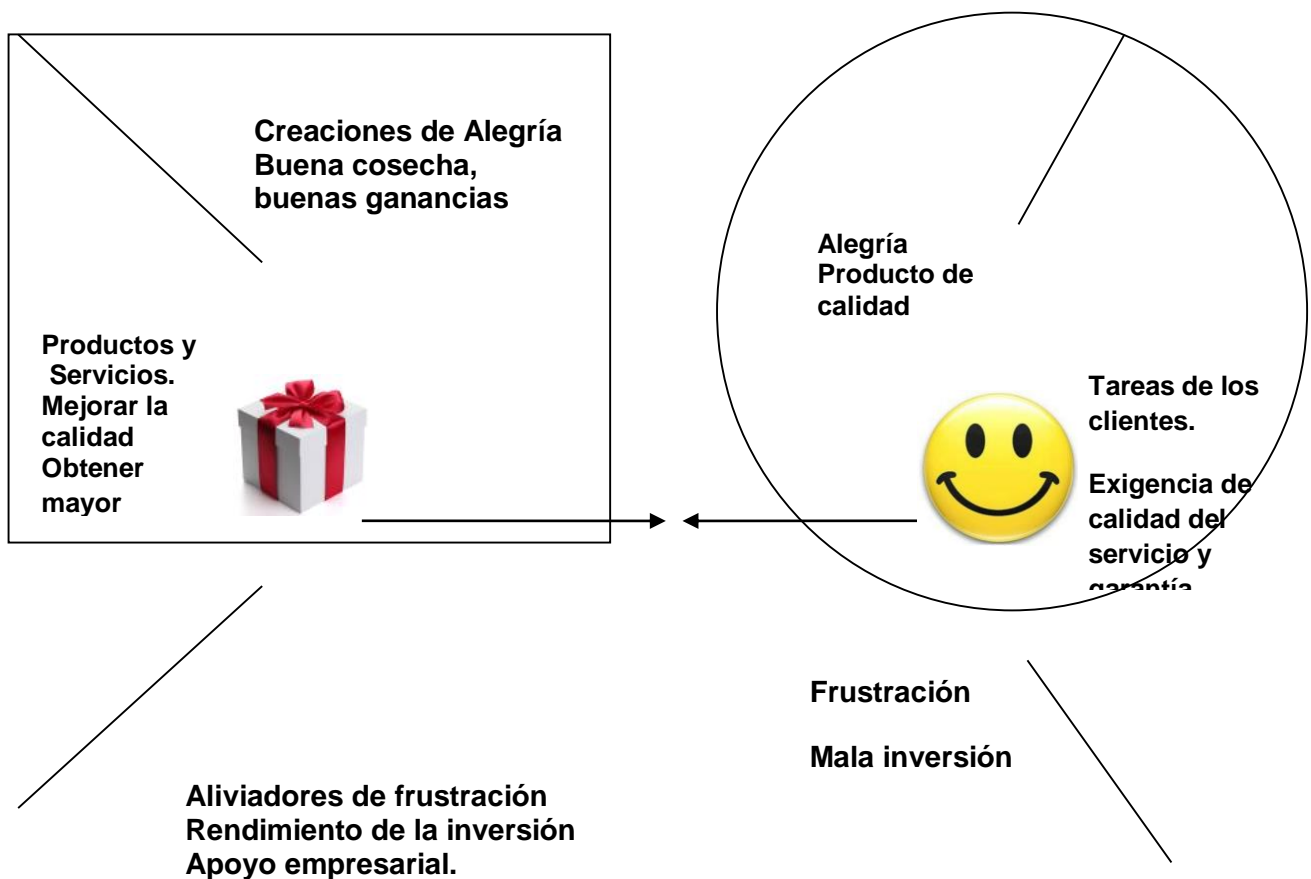 Creaciones de Alegría
Buena cosecha,
buenas ganancias
Productos y
Servicios.
Mejorar la
calidad
Obtener
mayor
Alegría
Producto de
calidad
Tareas de los
clientes.
Exigencia de
calidad del
servicio y
garantía
Frustración
Mala inversión
Aliviadores de frustración
Rendimiento de la inversión
Apoyo empresarial.